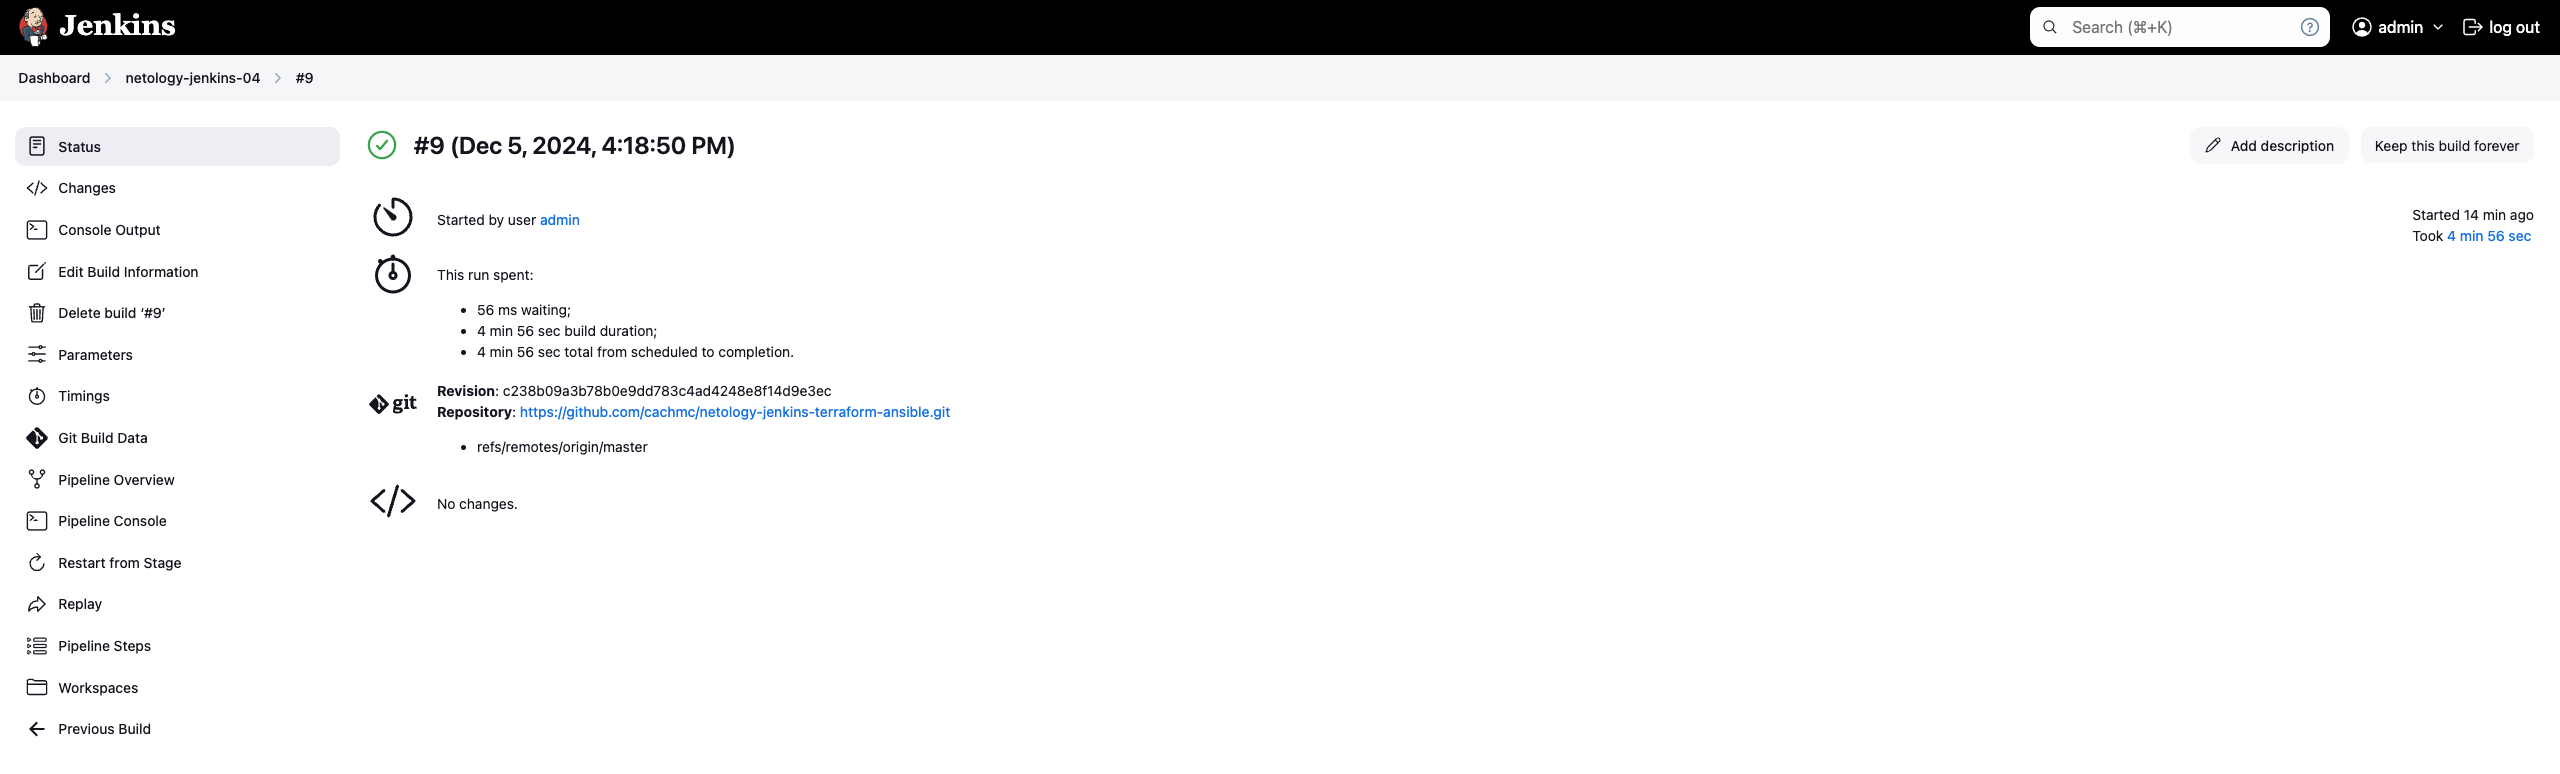 Jenkins
Search (⌘+K)
admin
log out
Dashboard
netology-jenkins-04
#9
Status
Changes
Console Output
Edit Build Information
Delete build ‘#9’
Parameters
Timings
Git Build Data
Pipeline Overview
Pipeline Console
Restart from Stage
Replay
Pipeline Steps
Workspaces
Previous Build
#9 (Dec 5, 2024, 4:18:50 PM)
Add description
Keep this build forever
Started by user admin
Started 14 min ago
Took 4 min 56 sec
This run spent:
56 ms waiting;
4 min 56 sec build duration;
4 min 56 sec total from scheduled to completion.
git
Revision: c238b09a3b78b0e9dd783c4ad4248e8f14d9e3ec
Repository: https://github.com/cachmc/netology-jenkins-terraform-ansible.git
refs/remotes/origin/master
No changes.